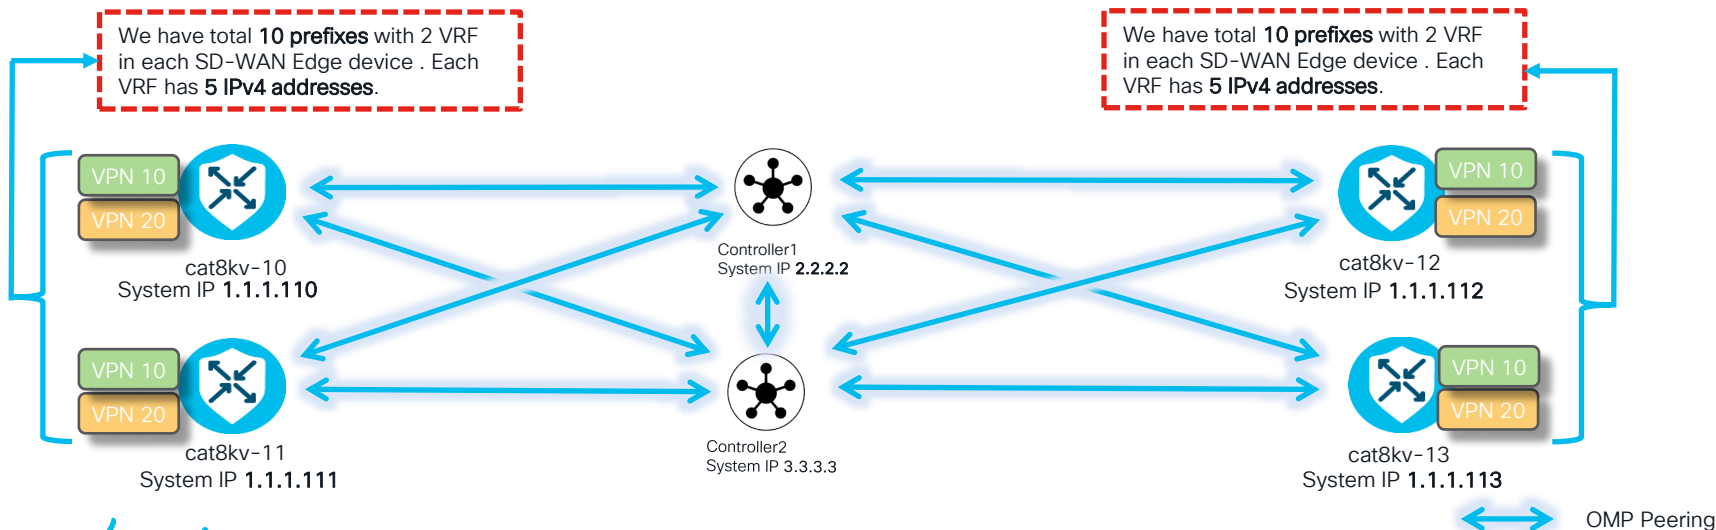 We have total 10 prefixes with 2 VRF
in each SD-WAN Edge device . Each
VRF has 5 IPv4 addresses.
We have total 10 prefixes with 2 VRF
in each SD-WAN Edge device . Each
VRF has 5 IPv4 addresses.
VPN 10
VPN 20
cat8kv-10
System IP 1.1.1.110
Controller1
System IP 2.2.2.2
VPN 10
VPN 20
cat8kv-12
System IP 1.1.1.112
VPN 10
VPN 20
cat8kv-11
System IP 1.1.1.111
Controller2
System IP 3.3.3.3
VPN 10
VPN 20
cat8kv-13
System IP 1.1.1.113
OMP Peering